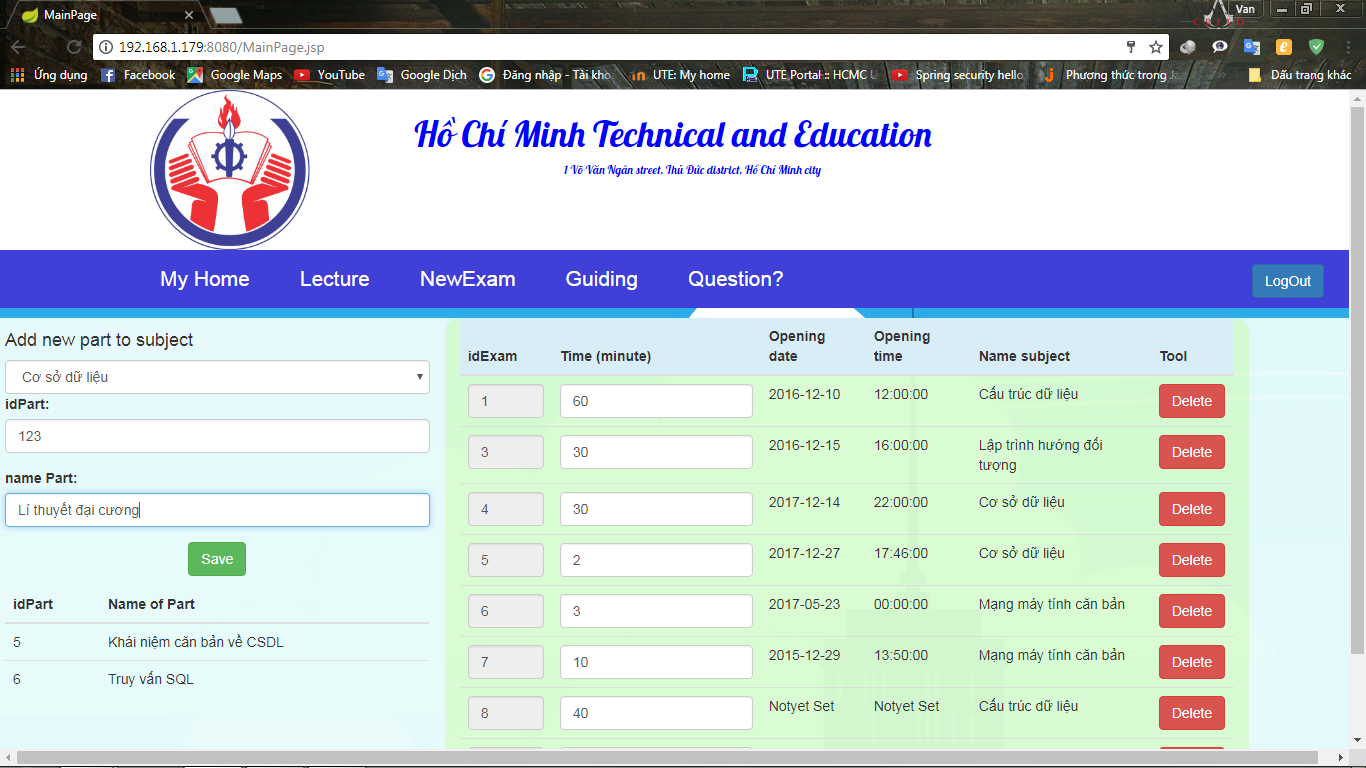 MainPage
Van
192.168.1.179:8080/MainPage.jsp
Ứng dụng Facebook Google Maps YouTube Google Dịch Đăng nhập - Tài kho UTE: My home UTE Portal :: HCMC U Spring security hello Phương thức trong Ja Dấu trang khác
Hồ Chí Minh Technical and Education
1 Võ Văn Ngân street, Thủ Đức district, Hồ Chí Minh city
My Home Lecture NewExam Guiding Question? LogOut
Add new part to subject
Cơ sở dữ liệu
idPart:
123
name Part:
Lí thuyết đại cương
Save
idPart Name of Part
5 Khái niệm căn bản về CSDL
6 Truy vấn SQL
idExam Time (minute) Opening date Opening time Name subject Tool
1 60 2016-12-10 12:00:00 Cấu trúc dữ liệu Delete
3 30 2016-12-15 16:00:00 Lập trình hướng đối tượng Delete
4 30 2017-12-14 22:00:00 Cơ sở dữ liệu Delete
5 2 2017-12-27 17:46:00 Cơ sở dữ liệu Delete
6 3 2017-05-23 00:00:00 Mạng máy tính căn bản Delete
7 10 2015-12-29 13:50:00 Mạng máy tính căn bản Delete
8 40 Notyet Set Notyet Set Cấu trúc dữ liệu Delete